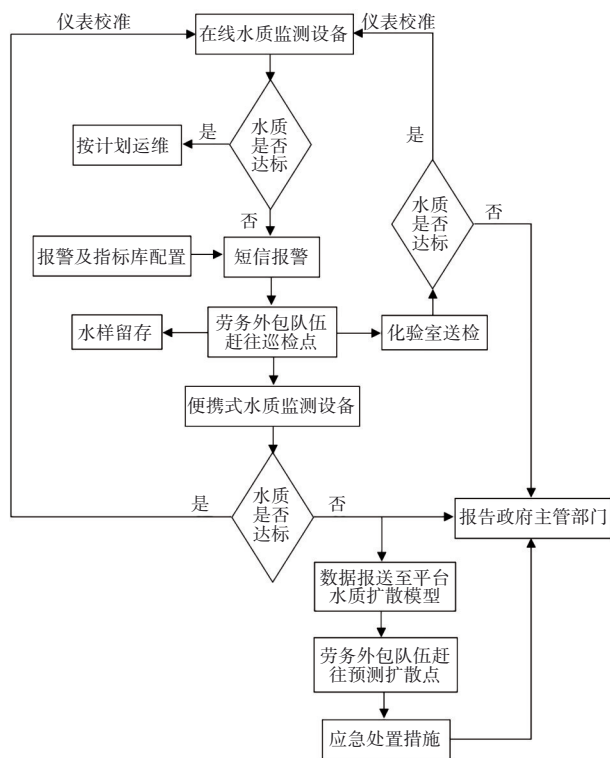 仪表校准
在线水质监测设备
仪表校准
水质
是否
达标
是
按计划运维
否
是
水质
是否
达标
否
报警及指标库配置
短信报警
水样留存
劳务外包队伍
赶往巡检点
化验室送检
便携式水质监测设备
是
水质
是否
达标
否
报告政府主管部门
数据报送至平台
水质扩散模型
劳务外包队伍赶
往预测扩散点
应急处置措施